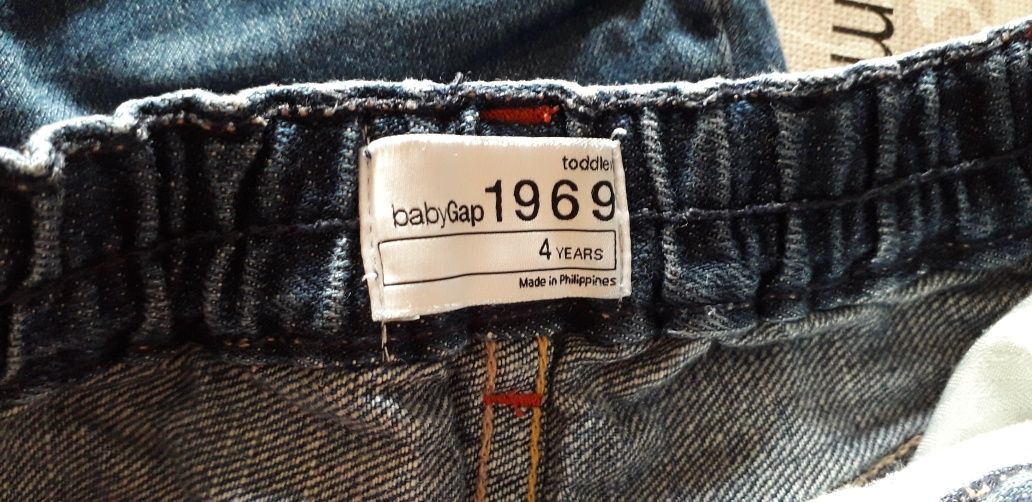 toddler
babyGap 1969
4 YEARS
Made in Philippines
m